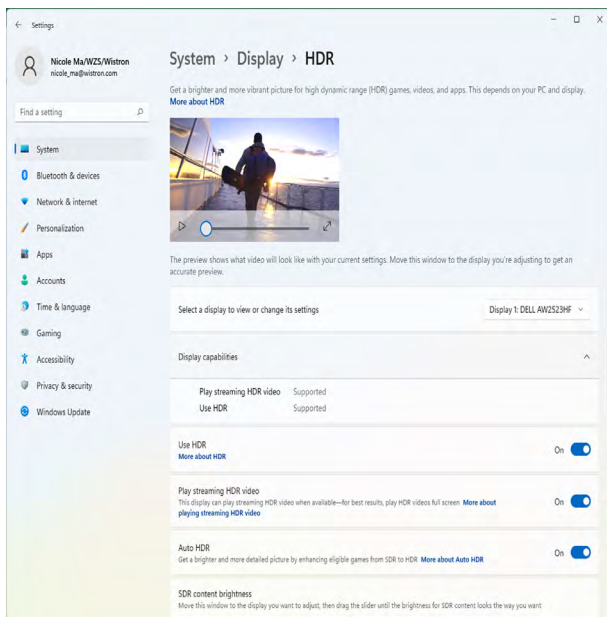 ← Settings
Nicole Ma/WZS/Wistron
nicole_ma@wistron.com
Find a setting
System
Bluetooth & devices
Network & internet
Personalization
Apps
Accounts
Time & language
Gaming
Accessibility
Privacy & security
Windows Update
System > Display > HDR
Get a brighter and more vibrant picture for high dynamic range (HDR) games, videos, and apps. This depends on your PC and display.
More about HDR
The preview shows what video will look like with your current settings. Move this window to the display you're adjusting to get an
accurate preview.
Select a display to view or change its settings Display 1: DELL AW2523HF
Display capabilities
Play streaming HDR video Supported
Use HDR Supported
Use HDR On
More about HDR
Play streaming HDR video On
This display can play streaming HDR video when available—for best results, play HDR videos full screen More about
playing streaming HDR video
Auto HDR On
Get a brighter and more detailed picture by enhancing eligible games from SDR to HDR More about Auto HDR
SDR content brightness
Move this window to the display you want to adjust, then drag the slider until the brightness for SDR content looks the way you want